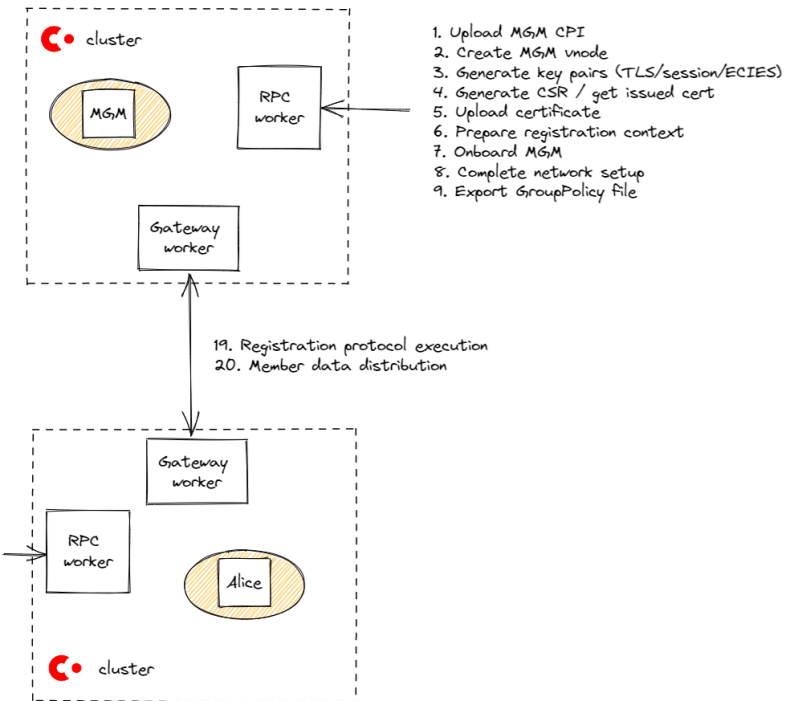 cluster
MGM
RPC
worker
Gateway
worker
1. Upload MGM CPI
2. Create MGM vnode
3. Generate key pairs (TLS/session/ECIES)
4. Generate CSR / get issued cert
5. Upload certificate
6. Prepare registration context
7. Onboard MGM
8. Complete network setup
9. Export GroupPolicy file
19. Registration protocol execution
20. Member data distribution
Gateway
worker
RPC
worker
Alice
cluster